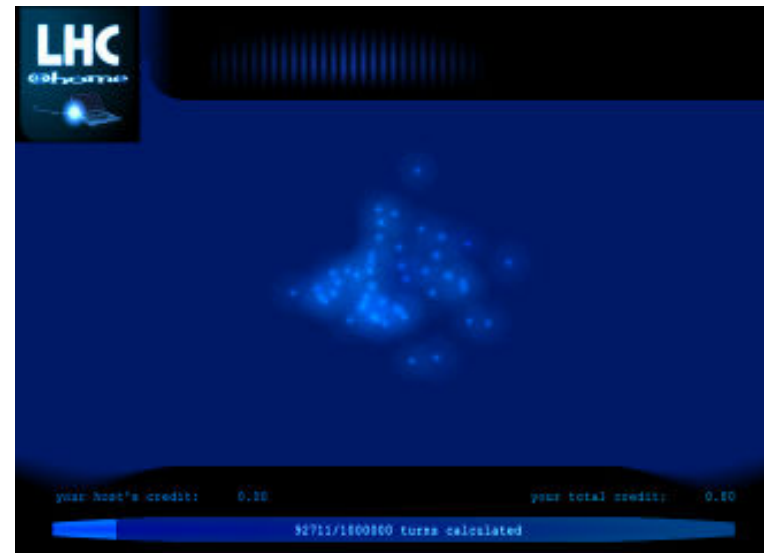 LHC
@home
your host's credit: 0.00 your total credit: 0.00
92711/1000000 turns calculated